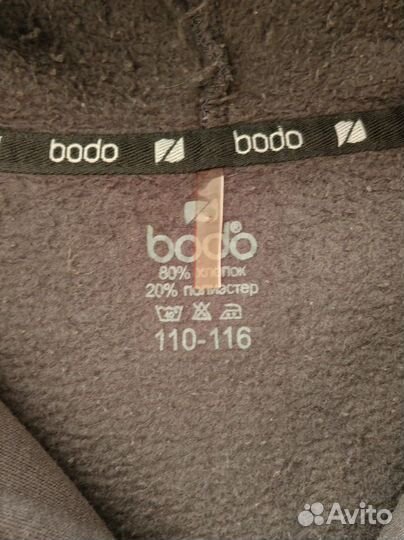 bodo bodo
bodo®
80% хлопок
20% полиэстер
110-116
Avito